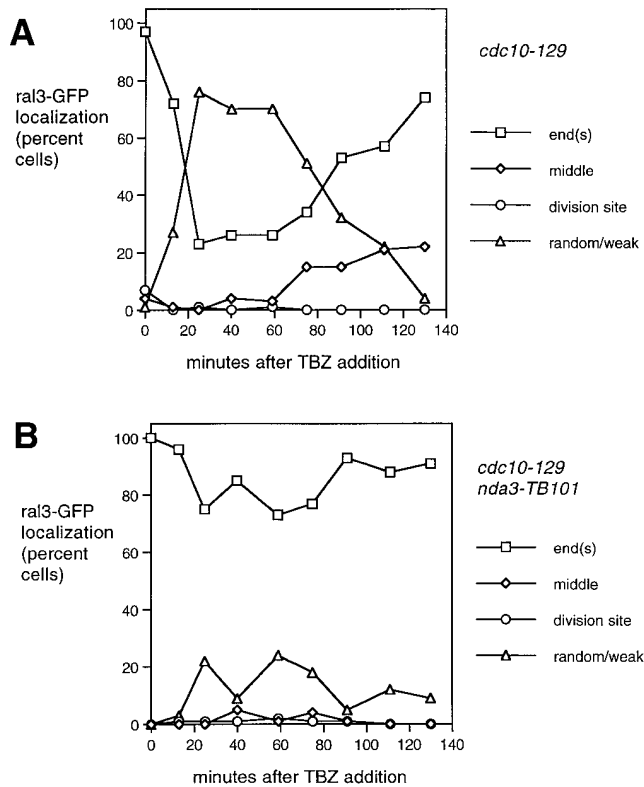 A
cdc10-129
ral3-GFP
localization
(percent
cells)
100
80
60
40
20
0
0 20 40 60 80 100 120 140
minutes after TBZ addition
end(s)
middle
division site
random/weak
B
cdc10-129
nda3-TB101
ral3-GFP
localization
(percent
cells)
100
80
60
40
20
0
0 20 40 60 80 100 120 140
minutes after TBZ addition
end(s)
middle
division site
random/weak